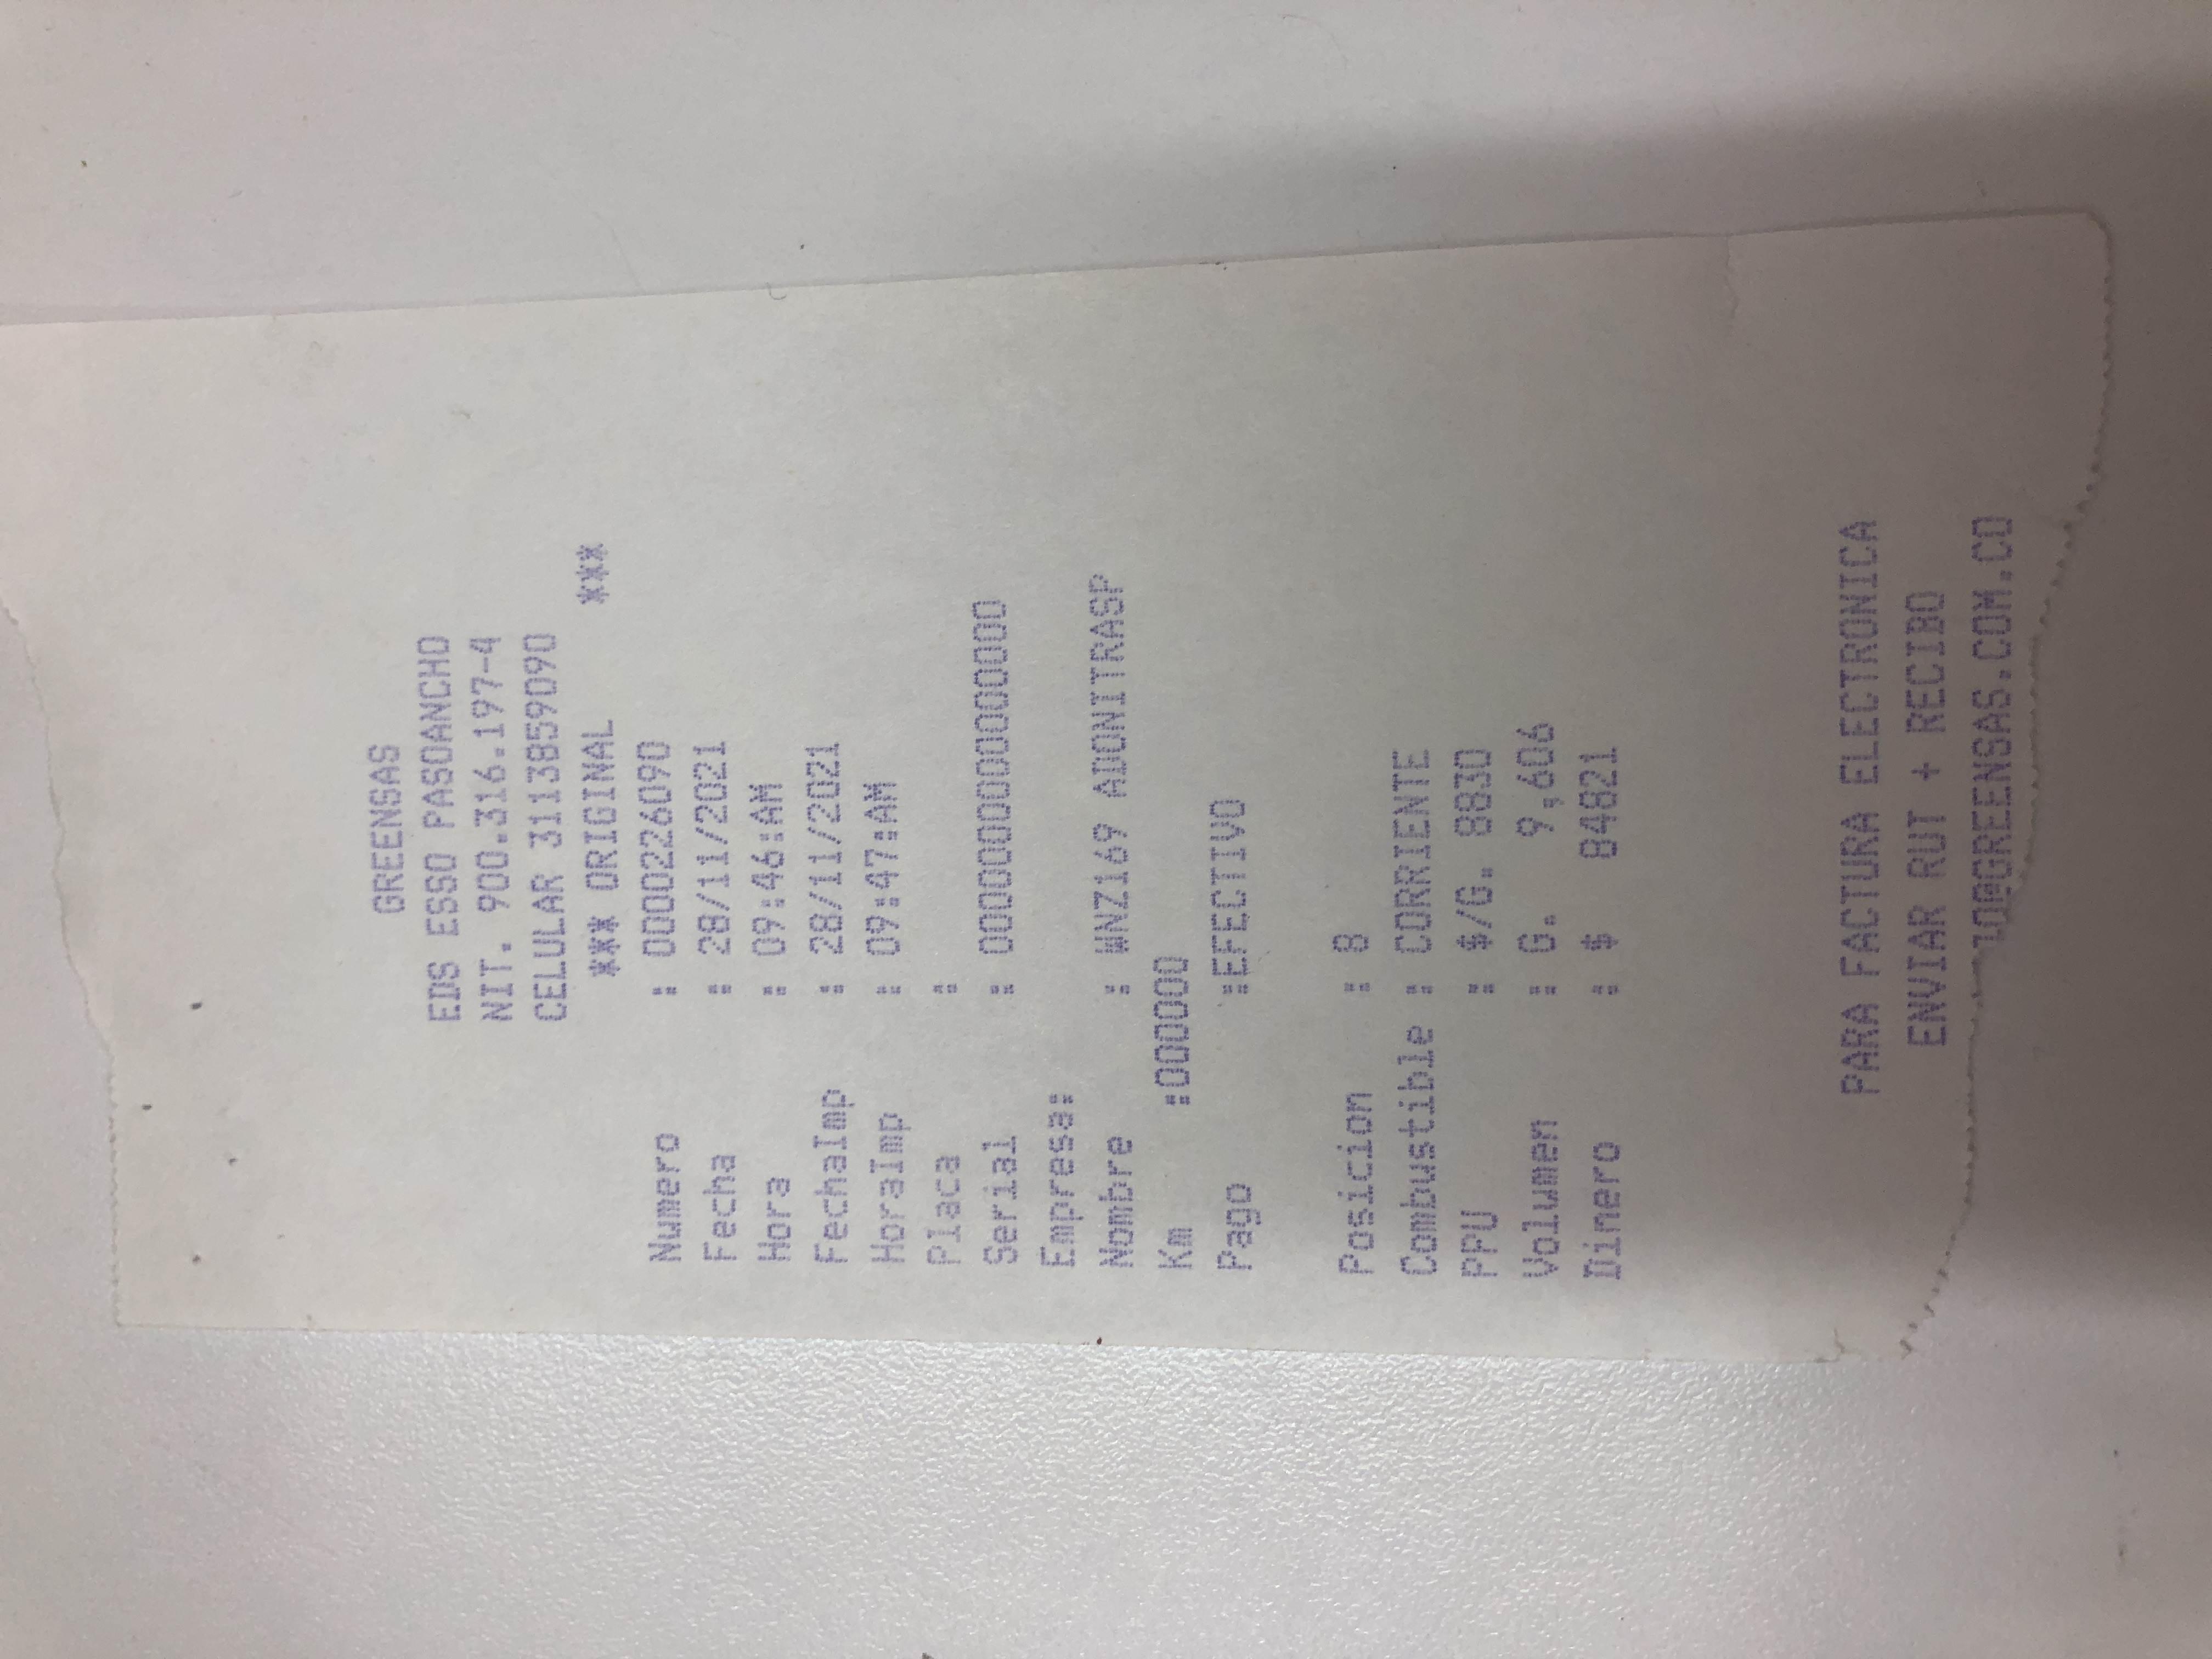 GREENSAS
EDS ESSO PASOANCHO
NIT. 900.316.197-4
CELULAR 3113859090
*** ORIGINAL ***
Numero : 0000226090
Fecha : 28/11/2021
Hora : 09:46:AM
FechaImp : 28/11/2021
HoraImp : 09:47:AM
Placa :
Serial : 0000000000000000
Empresa:
Nombre : WNZ169 ADONITRASP
Km :000000
Pago :EFECTIVO
Posicion : 8
Combustible : CORRIENTE
PPU : $/G. 8830
Volumen : G. 9,606
Dinero : $ 84821
PARA FACTURA ELECTRONICA
ENVIAR RUT + RECIBO
@GREENSAS.COM.CO